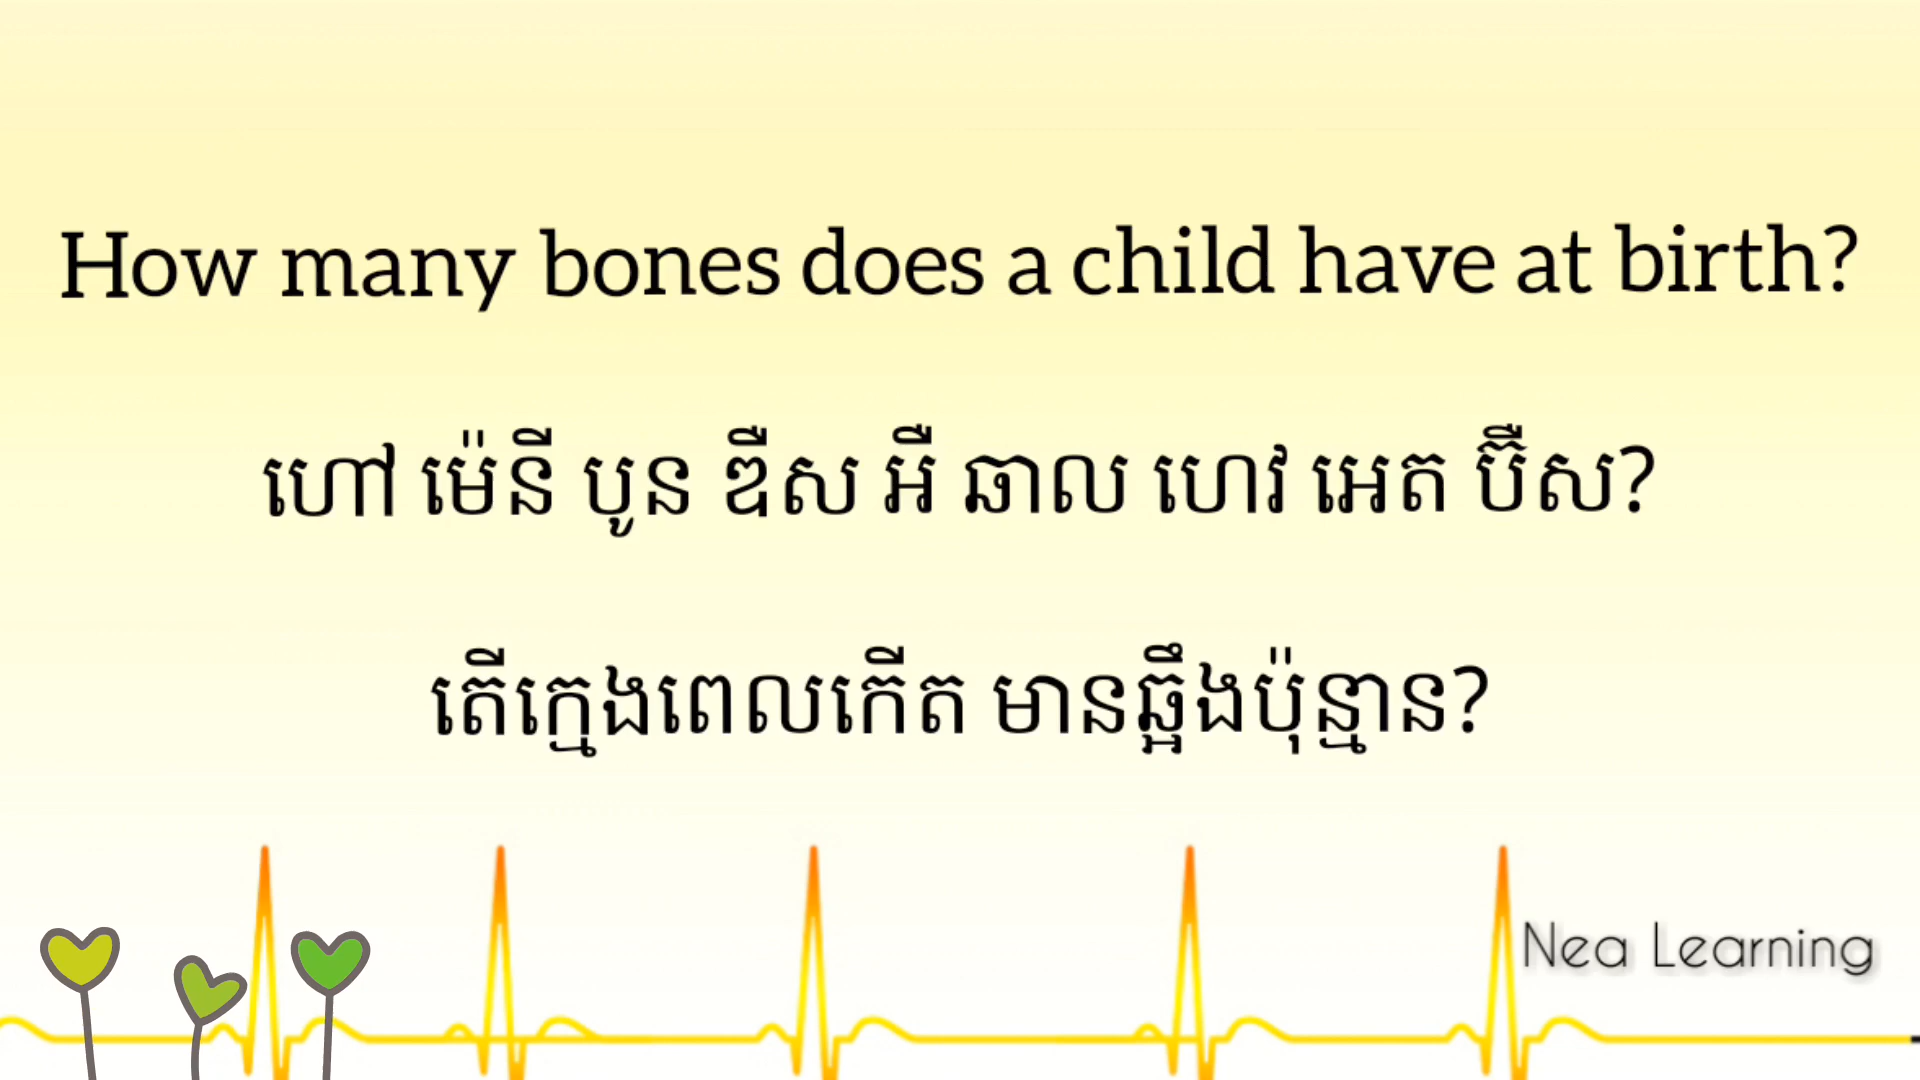 How many bones does a child have at birth?
ហៅ ម៉េនី បូន ឌឺស អឺ ឆាល ហេវ អេត ប៊ឺស?
តើក្មេងពេលកើត មានឆ្អឹងប៉ុន្មាន?
Nea Learning